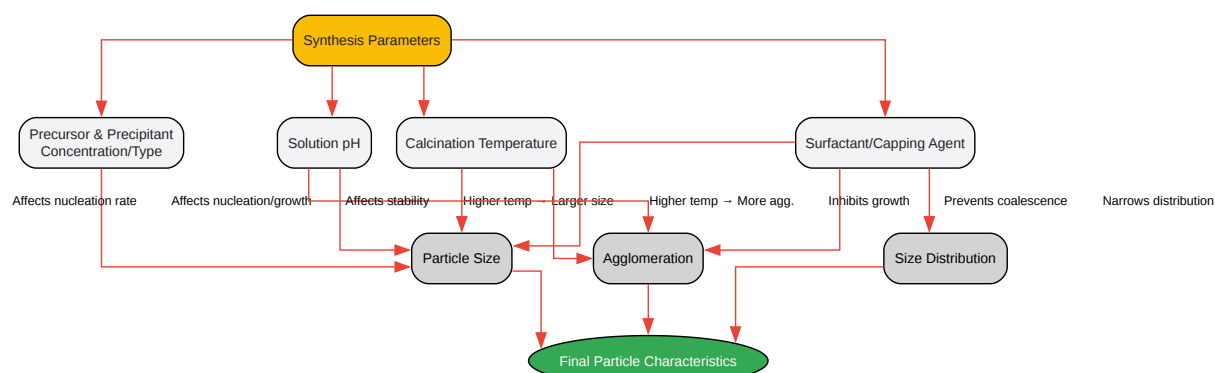 Synthesis Parameters
Precursor & Precipitant
Concentration/Type
Solution pH
Calcination Temperature
Surfactant/Capping Agent
Affects nucleation rate
Affects nucleation/growth
Affects stability
Higher temp → Larger size
Higher temp → More agg.
Inhibits growth
Prevents coalescence
Narrows distribution
Particle Size
Agglomeration
Size Distribution
Final Particle Characteristics